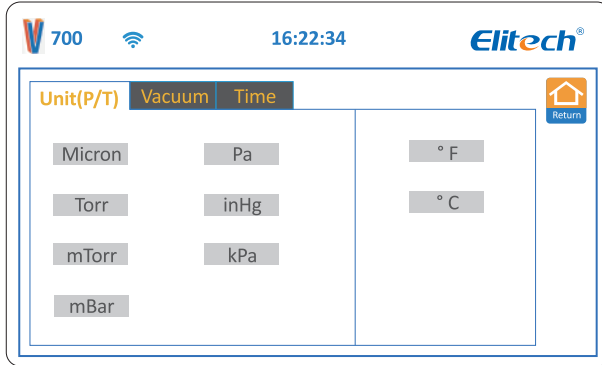 V 700 16:22:34 Elitech®
Unit(P/T) Vacuum Time
Return
Micron Pa ° F
Torr inHg ° C
mTorr kPa
mBar